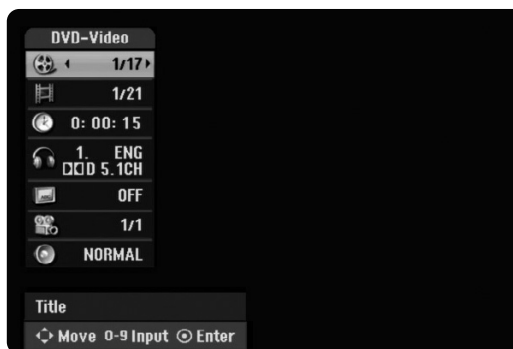 DVD-Video
1/17
1/21
0: 00: 15
1. ENG
D 5.1CH
OFF
1/1
NORMAL
Title
Move 0-9 Input Enter